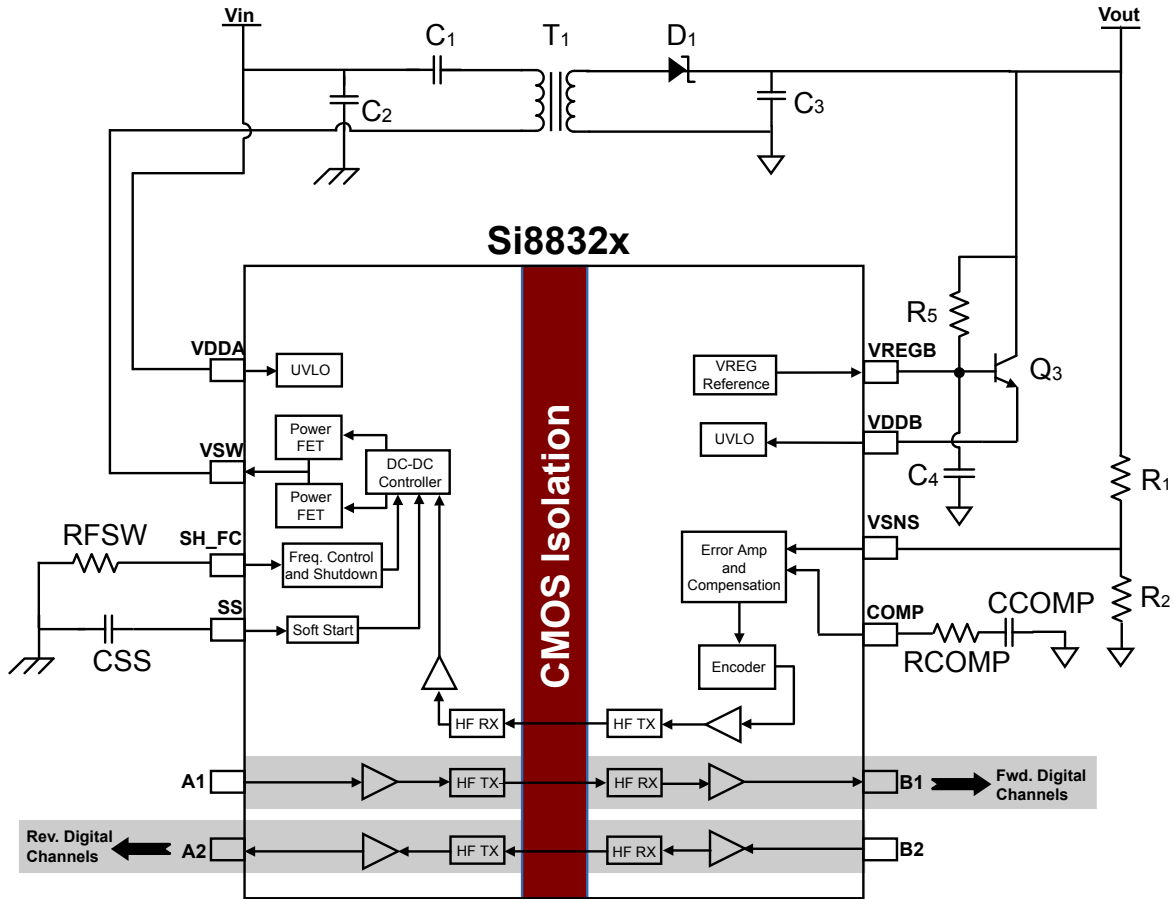 Vin
Vout
C1
T1
D1
C2
C3
Si8832x
R5
VDDA
UVLO
VREG
Reference
VREGB
Q3
Power
FET
VSW
DC-DC
Controller
Power
FET
UVLO
VDDB
C4
R1
RFSW
SH_FC
Freq. Control
and Shutdown
CMOS Isolation
Error Amp
and
Compensation
VSNS
SS
CSS
Soft Start
COMP
RCOMP
CCOMP
R2
Encoder
HF RX
HF TX
A1
HF TX
HF RX
B1
Fwd. Digital
Channels
Rev. Digital
Channels
A2
HF TX
HF RX
B2